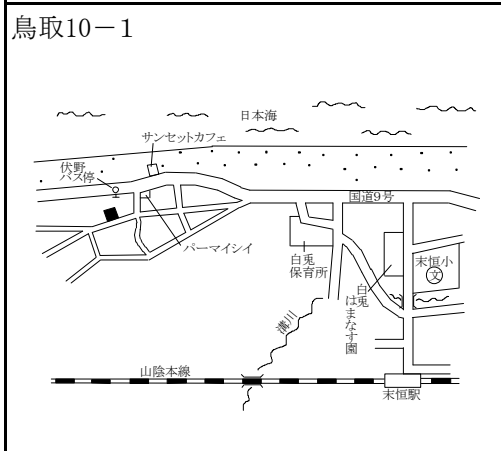 鳥取10－1
日本海
サンセットカフェ
伏野
バス停
国道9号
パーマイシイ
白兎
保育所
末恒小
文
白兎
はまなす園
溝川
山陰本線
末恒駅